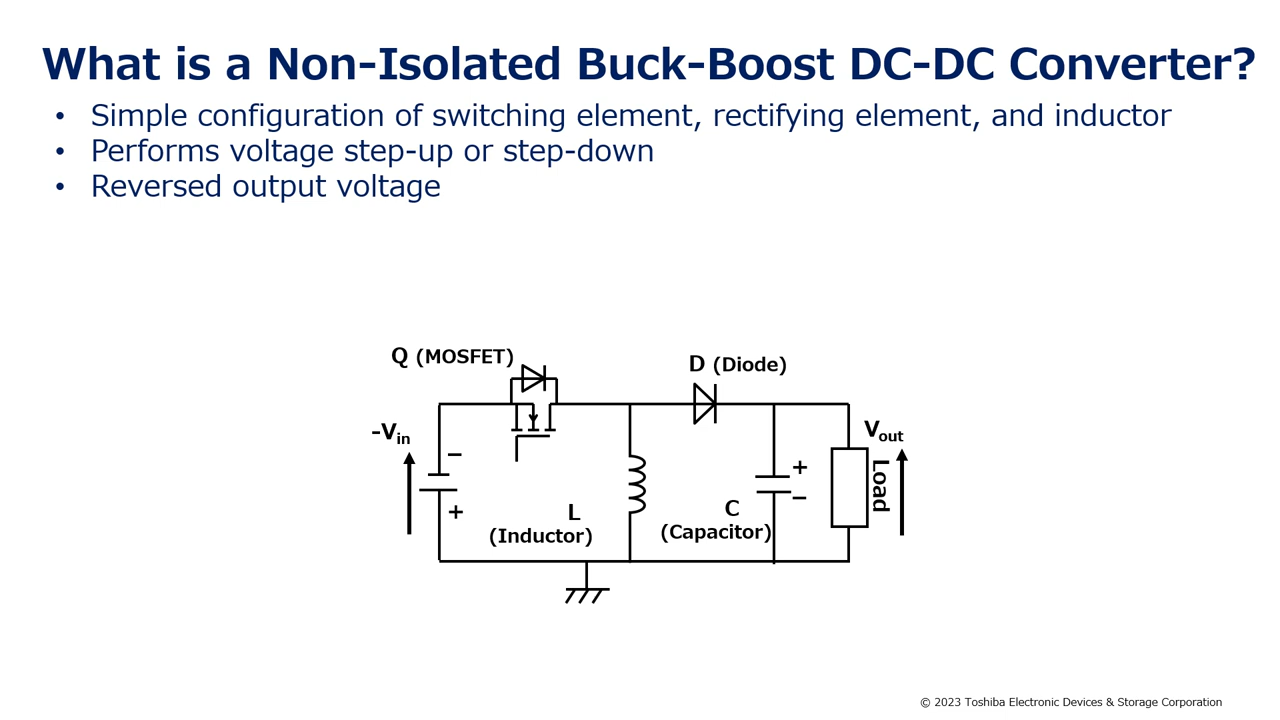 What is a Non-Isolated Buck-Boost DC-DC Converter?
• Simple configuration of switching element, rectifying element, and inductor
• Performs voltage step-up or step-down
• Reversed output voltage
Q (MOSFET)
D (Diode)
-Vin
Vout
−
+
+
−
Load
L
(Inductor)
C
(Capacitor)
© 2023 Toshiba Electronic Devices & Storage Corporation